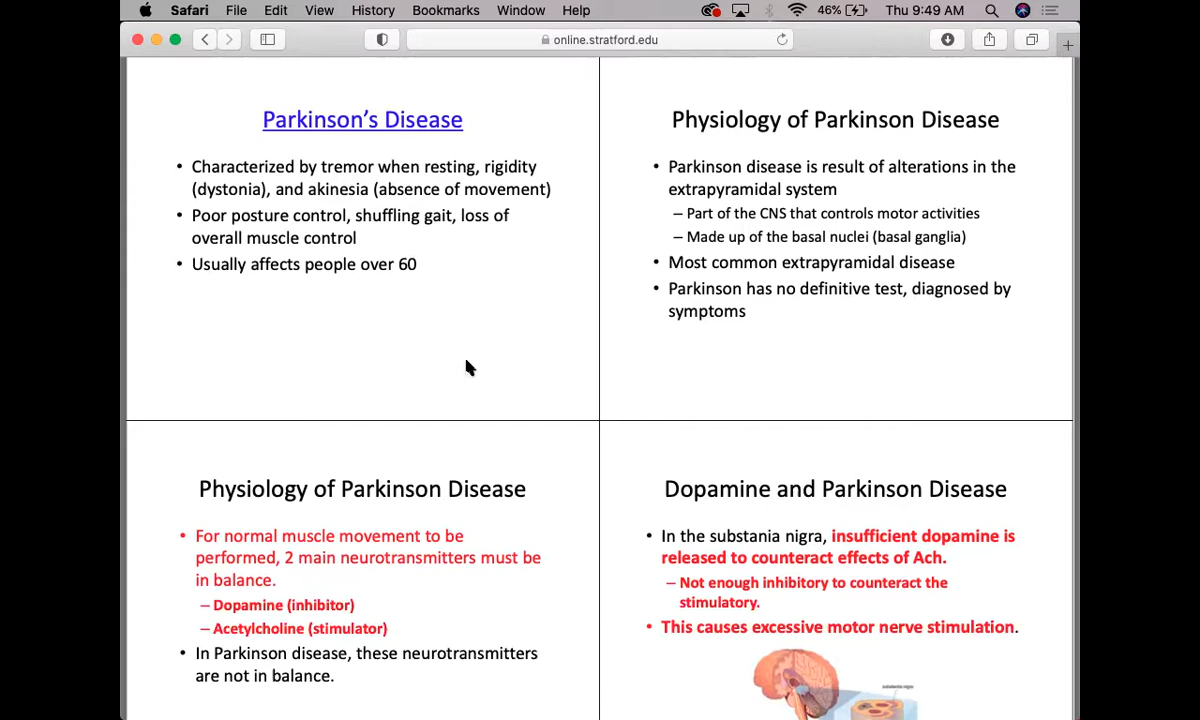 Safari File Edit View History Bookmarks Window Help 46% Thu 9:49 AM
online.stratford.edu
Parkinson’s Disease
• Characterized by tremor when resting, rigidity
(dystonia), and akinesia (absence of movement)
• Poor posture control, shuffling gait, loss of
overall muscle control
• Usually affects people over 60
Physiology of Parkinson Disease
• Parkinson disease is result of alterations in the
extrapyramidal system
– Part of the CNS that controls motor activities
– Made up of the basal nuclei (basal ganglia)
• Most common extrapyramidal disease
• Parkinson has no definitive test, diagnosed by
symptoms
Physiology of Parkinson Disease
• For normal muscle movement to be
performed, 2 main neurotransmitters must be
in balance.
– Dopamine (inhibitor)
– Acetylcholine (stimulator)
• In Parkinson disease, these neurotransmitters
are not in balance.
Dopamine and Parkinson Disease
• In the substania nigra, insufficient dopamine is
released to counteract effects of Ach.
– Not enough inhibitory to counteract the
stimulatory.
• This causes excessive motor nerve stimulation.